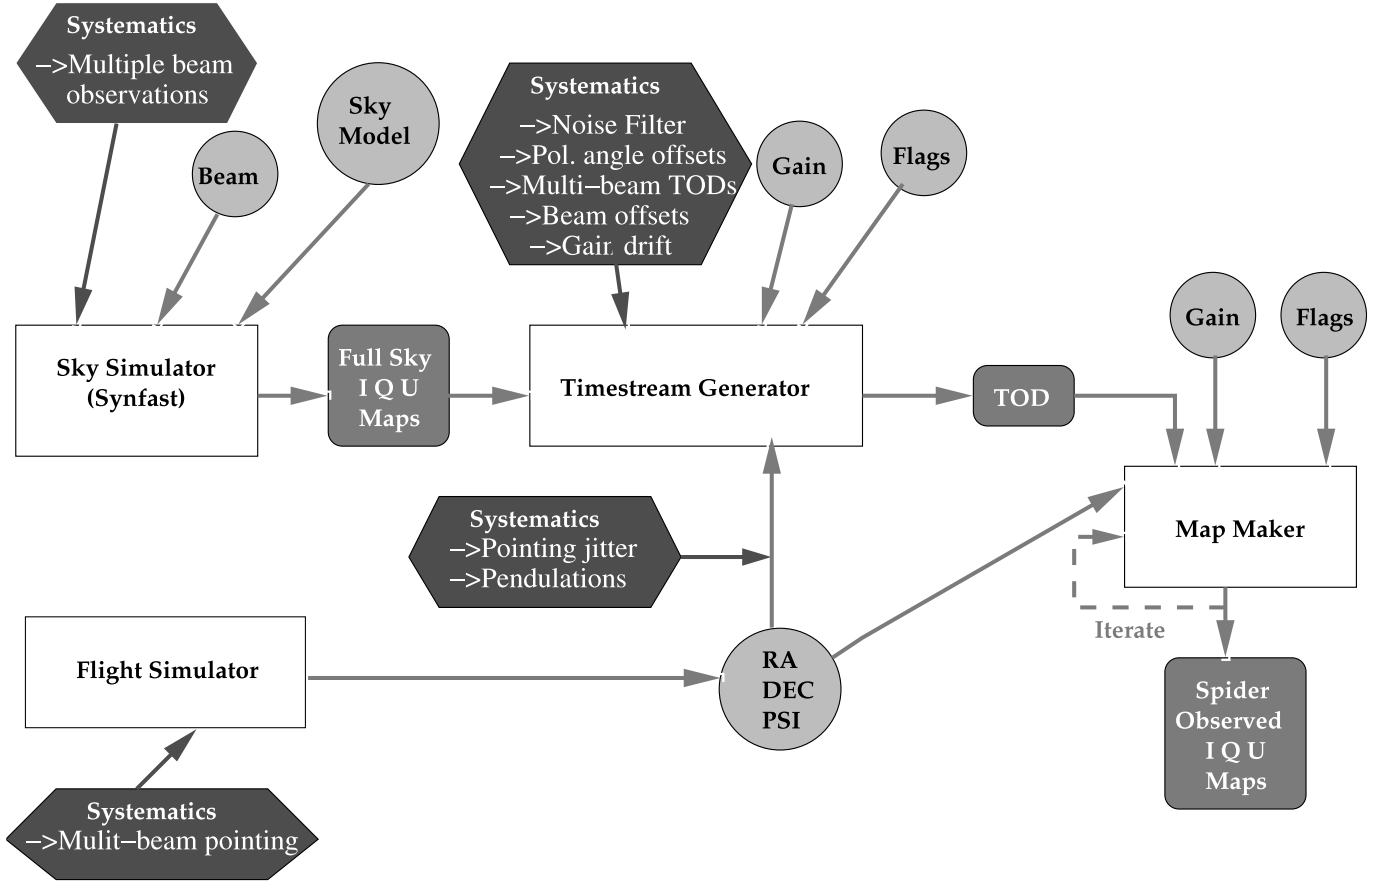 Systematics
−>Multiple beam
observations
Beam
Sky
Model
Systematics
−>Noise Filter
−>Pol. angle offsets
−>Multi−beam TODs
−>Beam offsets
−>Gain drift
Gain
Flags
Sky Simulator
(Synfast)
Full Sky
I Q U
Maps
Timestream Generator
TOD
Gain
Flags
Map Maker
Iterate
Systematics
−>Pointing jitter
−>Pendulations
Flight Simulator
RA
DEC
PSI
Spider
Observed
I Q U
Maps
Systematics
−>Mulit−beam pointing